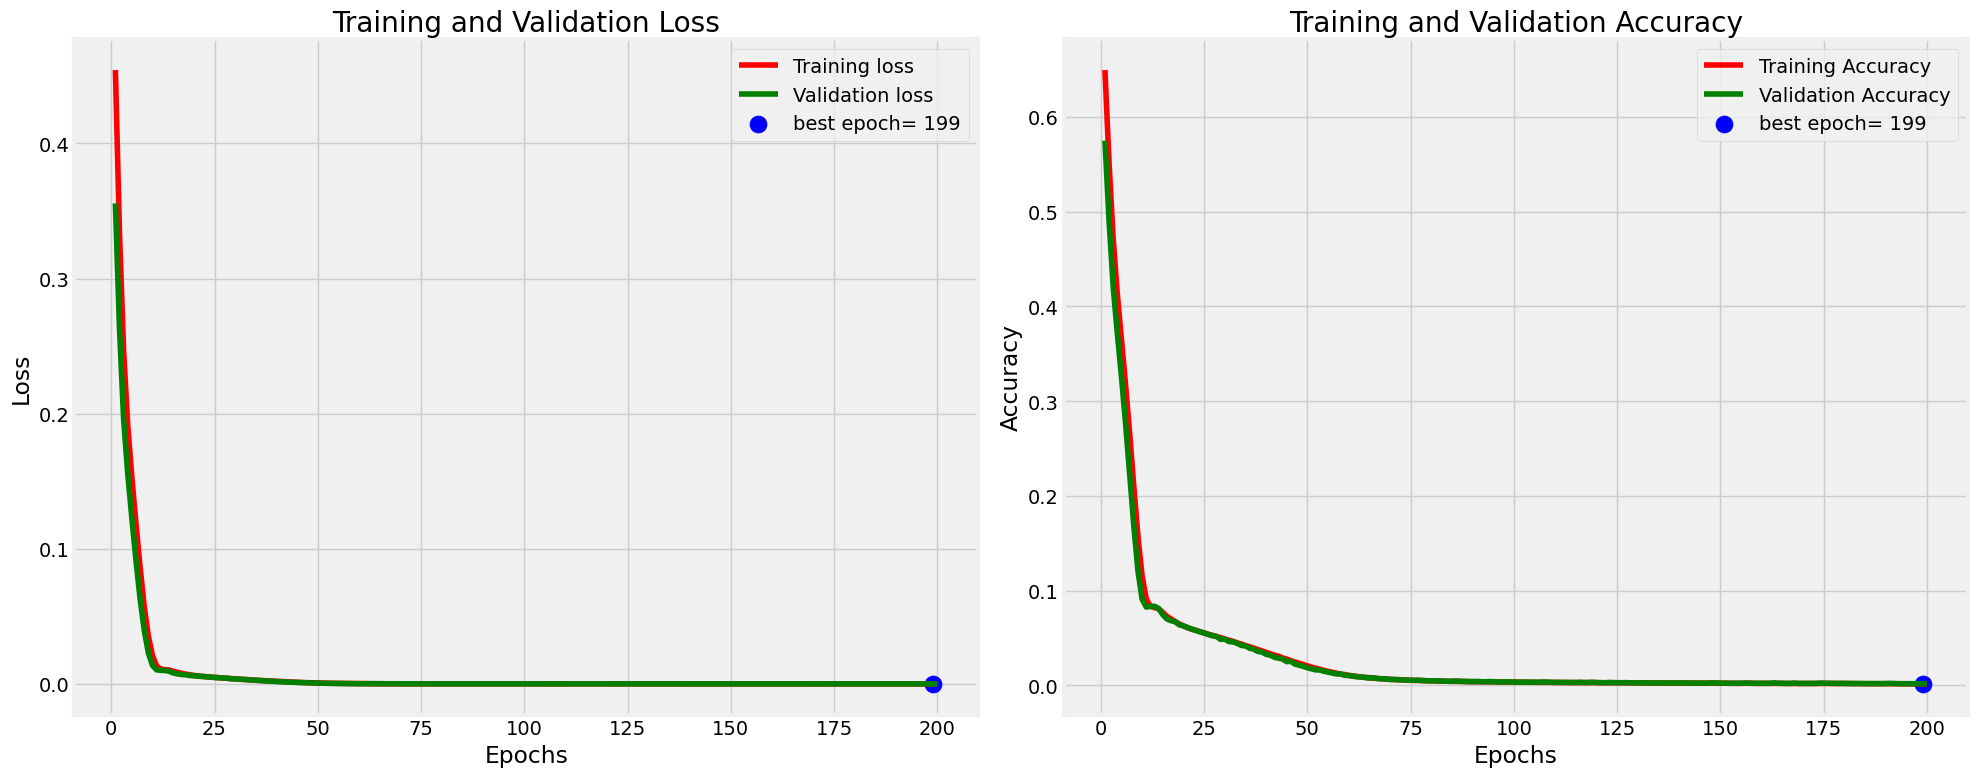 Training and Validation Loss
Training loss
Validation loss
best epoch= 199
0.4
0.3
0.2
0.1
0.0
Loss
0 25 50 75 100 125 150 175 200
Epochs
Training and Validation Accuracy
Training Accuracy
Validation Accuracy
best epoch= 199
0.6
0.5
0.4
0.3
0.2
0.1
0.0
Accuracy
0 25 50 75 100 125 150 175 200
Epochs